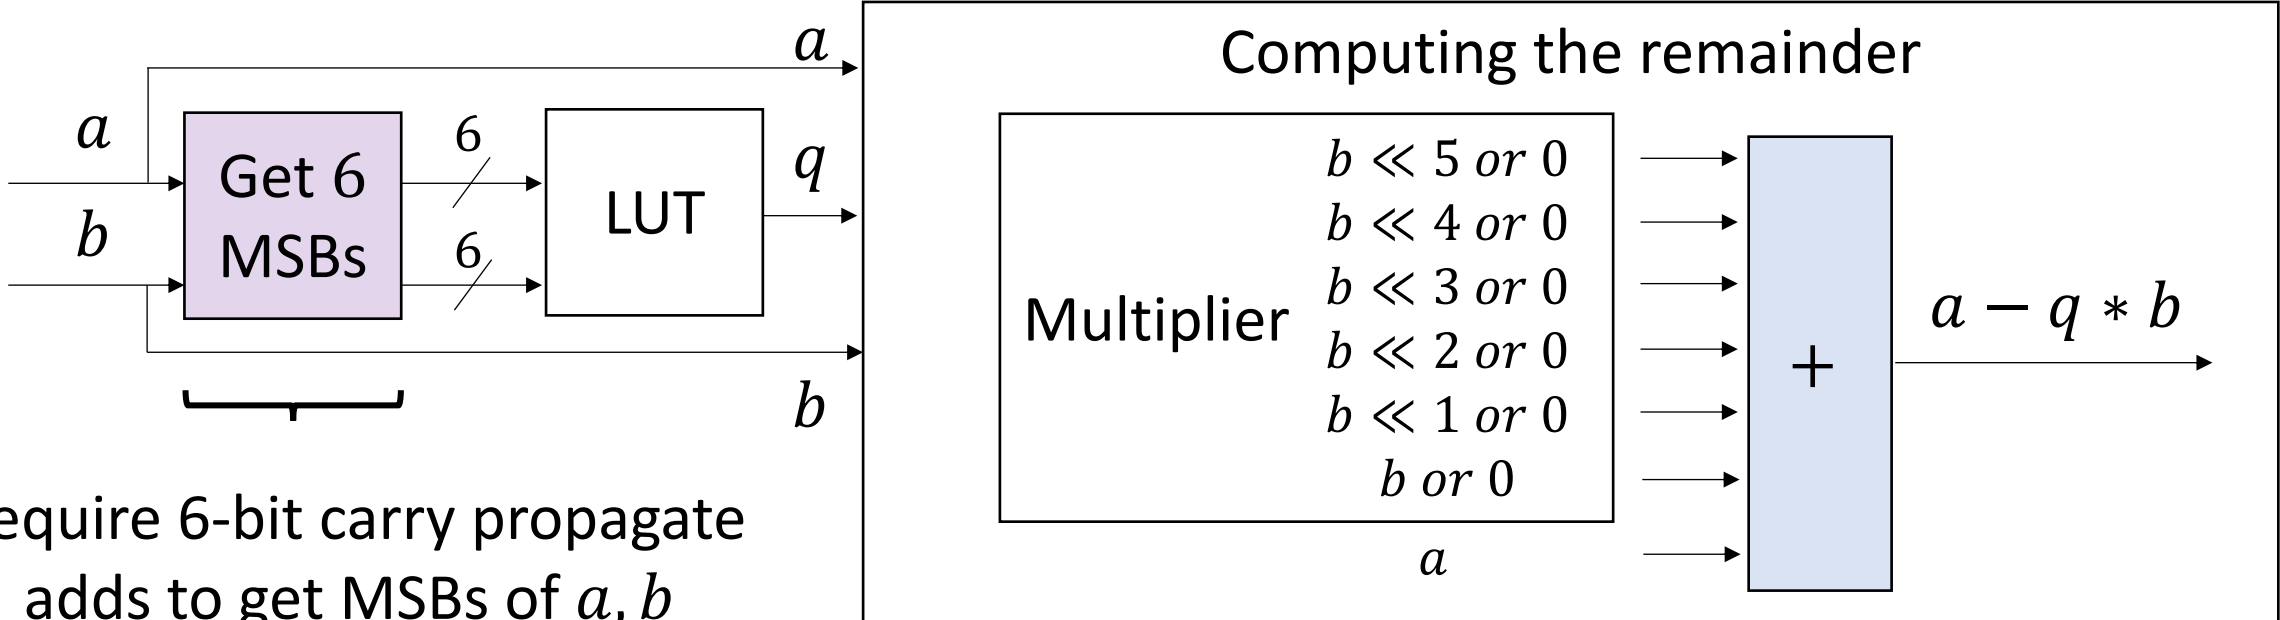 a
Computing the remainder
a
Get 6
MSBs
6
LUT
q
b
6
b
b ≪ 5 or 0
b ≪ 4 or 0
b ≪ 3 or 0
b ≪ 2 or 0
b ≪ 1 or 0
b or 0
Multiplier
a
+
a − q ∗ b
equire 6-bit carry propagate
adds to get MSBs of a, b